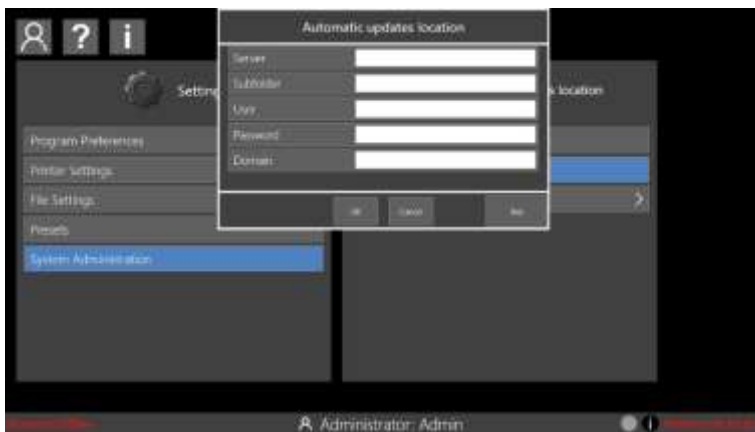 Automatic updates location
Server
Subfolder
User
Password
Domain
OK
Cancel
Settings
s location
Program Preferences
Printer Settings
File Settings
Presets
System Administration
Administrator: Admin